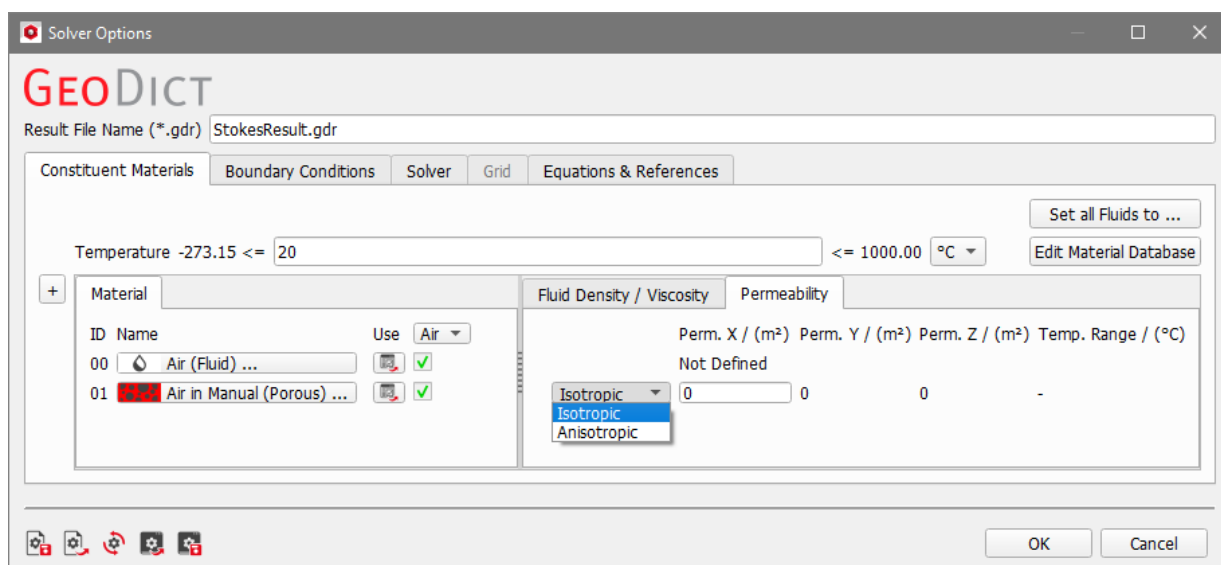 Solver Options
GEODICT
Result File Name (*.gdr) StokesResult.gdr
Constituent Materials Boundary Conditions Solver Grid Equations & References
Set all Fluids to ...
Temperature -273.15 <= 20 <= 1000.00 °C Edit Material Database
+ Material Fluid Density / Viscosity Permeability
ID Name Use Air Perm. X / (m²) Perm. Y / (m²) Perm. Z / (m²) Temp. Range / (°C)
00 Air (Fluid) ... Not Defined
01 Air in Manual (Porous) ... Isotropic 0 0 0 -
Isotropic
Anisotropic
OK Cancel